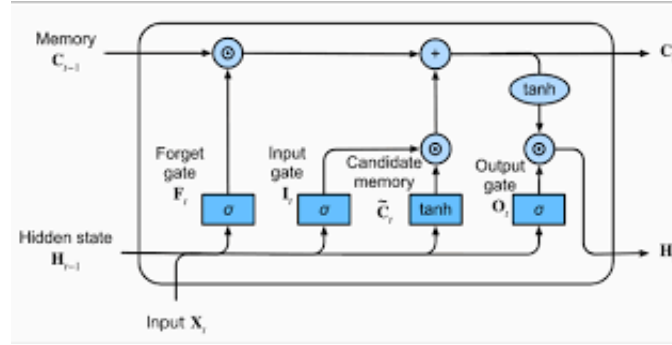 Memory
C_{t-1}
C
tanh
Forget
gate
F_t
Input
gate
I_t
Candidate
memory
C̃_t
Output
gate
O_t
σ
σ
tanh
σ
Hidden state
H_{t-1}
H
Input X_t